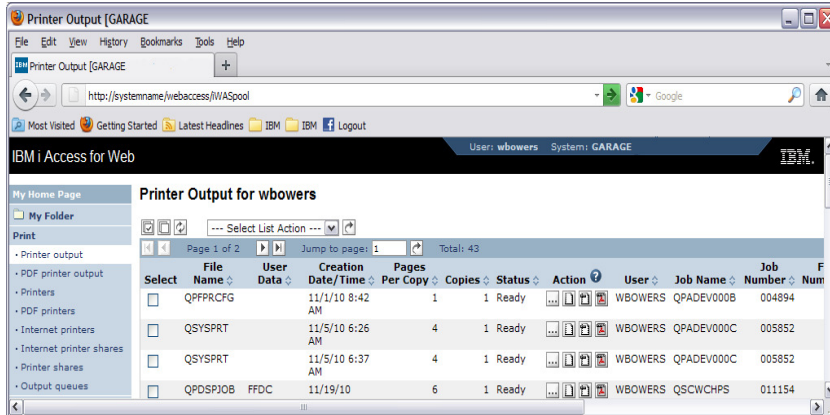 Printer Output [GARAGE
File Edit View History Bookmarks Tools Help
IBM Printer Output [GARAGE +
http://systemname/webaccess/iWASpool Google
Most Visited Getting Started Latest Headlines IBM IBM Logout
IBM i Access for Web User: wbowers System: GARAGE IBM.
My Home Page
My Folder
Print
• Printer output
• PDF printer output
• Printers
• PDF printers
• Internet printers
• Internet printer shares
• Printer shares
• Output queues
Printer Output for wbowers
--- Select List Action ---
Page 1 of 2 Jump to page: 1 Total: 43
Select File Name User Data Creation Date/Time Pages Per Copy Copies Status Action ? User Job Name Job Number F Num
QPFPRCFG 11/1/10 8:42 AM 1 1 Ready ... WBOWERS QPADEV000B 004894
QSYSPRT 11/5/10 6:26 AM 4 1 Ready ... WBOWERS QPADEV000C 005852
QSYSPRT 11/5/10 6:37 AM 4 1 Ready ... WBOWERS QPADEV000C 005852
QPDSPJOB FFDC 11/19/10 6 1 Ready ... WBOWERS QSCWCHPS 011154